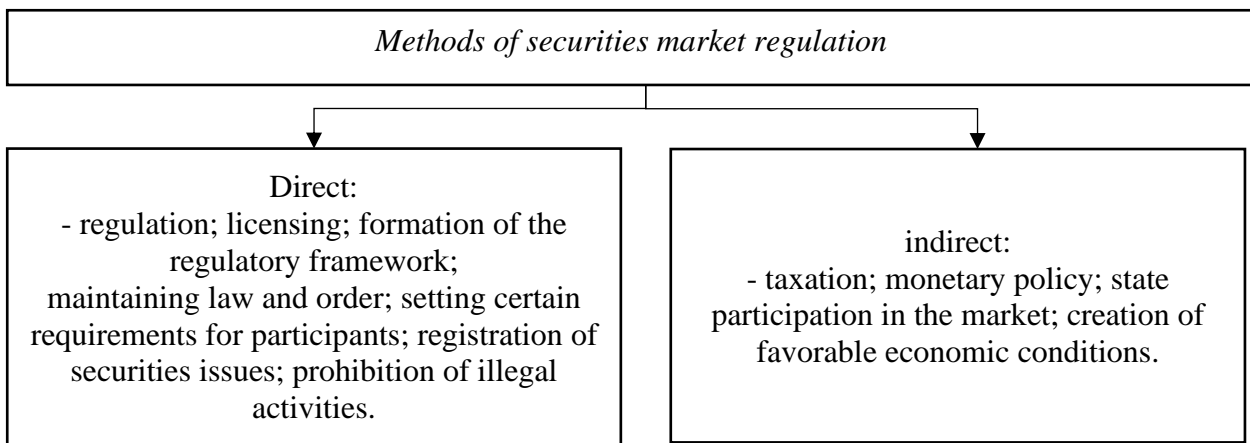 Methods of securities market regulation
Direct:
- regulation; licensing; formation of the
regulatory framework;
maintaining law and order; setting certain
requirements for participants; registration of
securities issues; prohibition of illegal
activities.
indirect:
- taxation; monetary policy; state
participation in the market; creation of
favorable economic conditions.